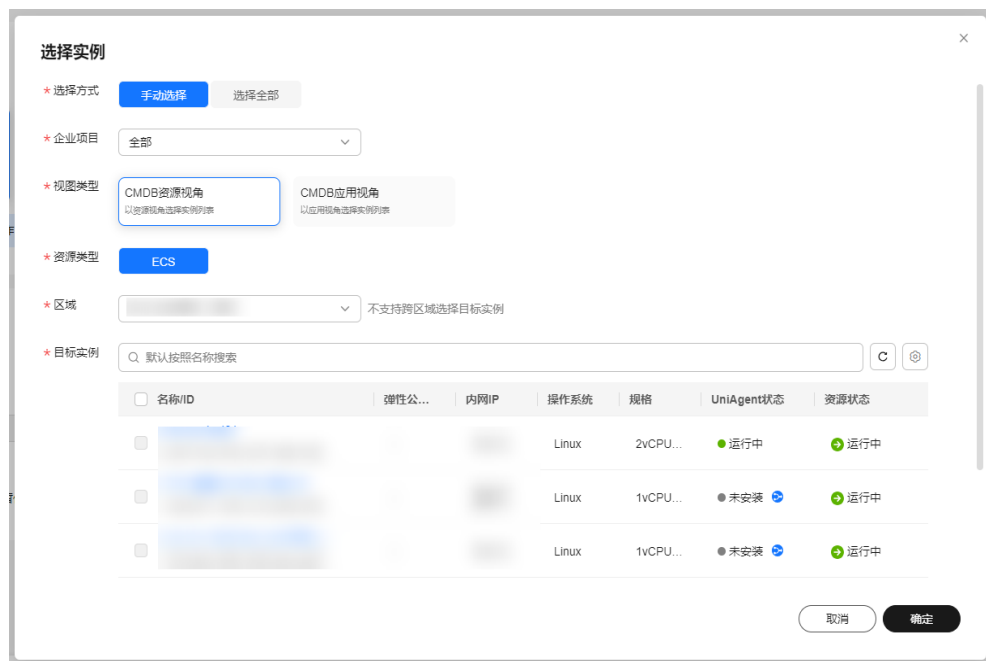 选择实例
* 选择方式 手动选择 选择全部
* 企业项目 全部
* 视图类型 CMDB资源视角 CMDB应用视角
以资源视角选择实例列表 以应用视角选择实例列表
* 资源类型 ECS
* 区域 不支持跨区域选择目标实例
* 目标实例 默认按照名称搜索
名称/ID 弹性公... 内网IP 操作系统 规格 UniAgent状态 资源状态
Linux 2vCPU... 运行中 运行中
Linux 1vCPU... 未安装 运行中
Linux 1vCPU... 未安装 运行中
取消 确定